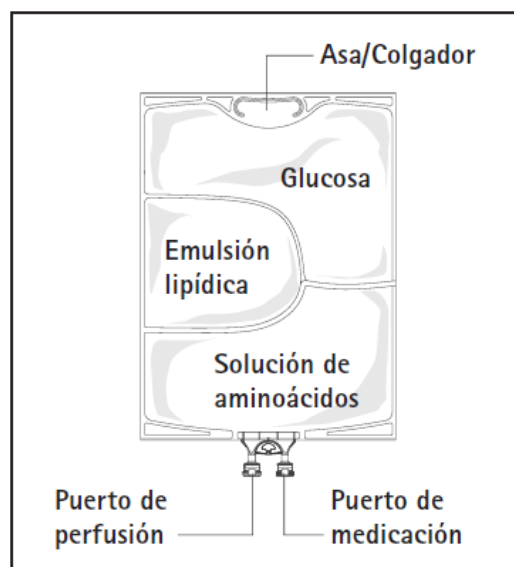 Asa/Colgador
Glucosa
Emulsión
lipídica
Solución de
aminoácidos
Puerto de
perfusión
Puerto de
medicación